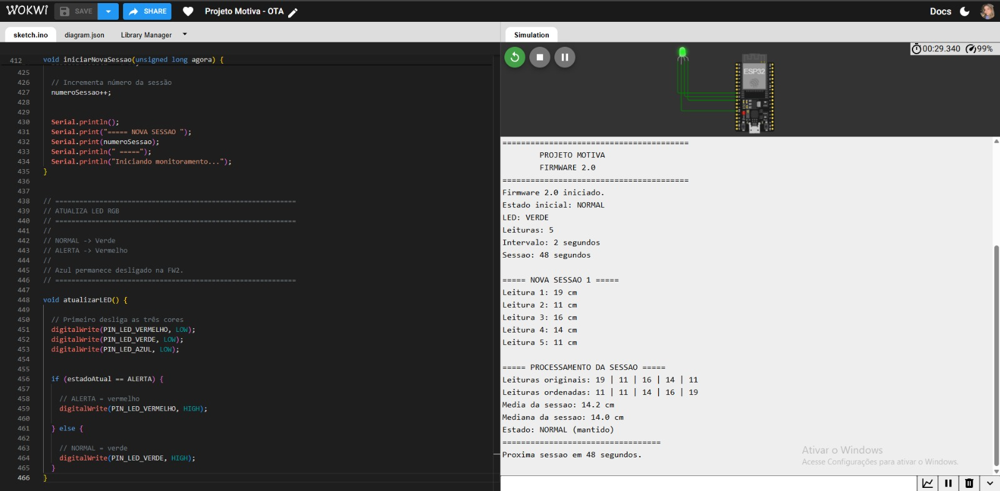 WOKWI
SAVE
SHARE
Projeto Motiva - OTA
Docs
sketch.ino
diagram.json
Library Manager
412 void iniciarNovaSessao(unsigned long agora) {
425
426 // Incrementa número da sessão
427 numeroSessao++;
428
429
430 Serial.println();
431 Serial.print("===== NOVA SESSAO ");
432 Serial.print(numeroSessao);
433 Serial.println(" =====");
434 Serial.println("Iniciando monitoramento...");
435 }
436
437
438 // ============================================================
439 // ATUALIZA LED RGB
440 // ============================================================
441 //
442 // NORMAL -> Verde
443 // ALERTA -> Vermelho
444 //
445 // Azul permanece desligado na FW2.
446 // ============================================================
447
448 void atualizarLED() {
449
450 // Primeiro desliga as três cores
451 digitalWrite(PIN_LED_VERMELHO, LOW);
452 digitalWrite(PIN_LED_VERDE, LOW);
453 digitalWrite(PIN_LED_AZUL, LOW);
454
455
456 if (estadoAtual == ALERTA) {
457
458 // ALERTA = vermelho
459 digitalWrite(PIN_LED_VERMELHO, HIGH);
460
461 } else {
462
463 // NORMAL = verde
464 digitalWrite(PIN_LED_VERDE, HIGH);
465 }
466 }
Simulation
00:29.340 99%
ESP32
========================================
PROJETO MOTIVA
FIRMWARE 2.0
========================================
Firmware 2.0 iniciado.
Estado inicial: NORMAL
LED: VERDE
Leituras: 5
Intervalo: 2 segundos
Sessao: 48 segundos
===== NOVA SESSAO 1 =====
Leitura 1: 19 cm
Leitura 2: 11 cm
Leitura 3: 16 cm
Leitura 4: 14 cm
Leitura 5: 11 cm
===== PROCESSAMENTO DA SESSAO =====
Leituras originais: 19 | 11 | 16 | 14 | 11
Leituras ordenadas: 11 | 11 | 14 | 16 | 19
Media da sessao: 14.2 cm
Mediana da sessao: 14.0 cm
Estado: NORMAL (mantido)
==================================
Proxima sessao em 48 segundos.
Ativar o Windows
Acesse Configurações para ativar o Windows.